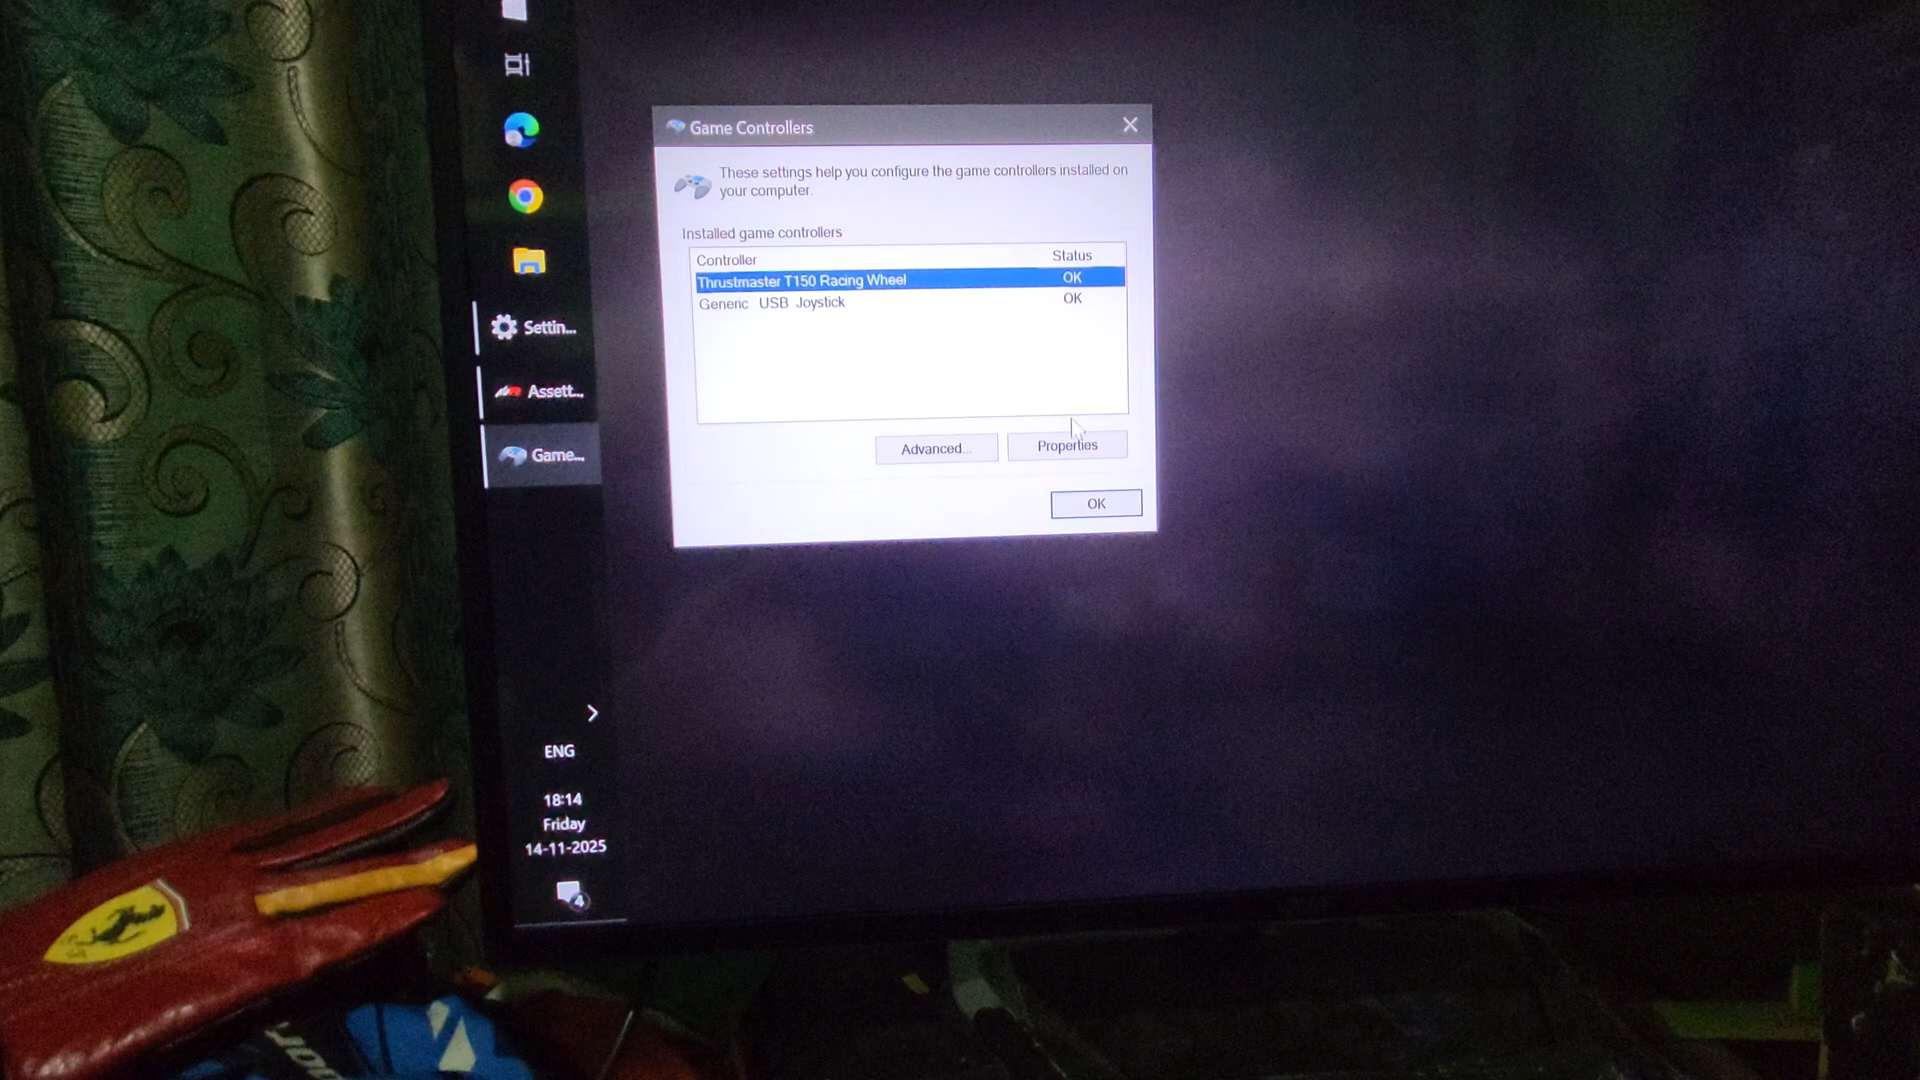 Game Controllers
These settings help you configure the game controllers installed on
your computer.
Installed game controllers
Controller Status
Thrustmaster T150 Racing Wheel OK
Generic USB Joystick OK
Advanced... Properties
OK
Settin...
Assett...
Game...
ENG
18:14
Friday
14-11-2025
4